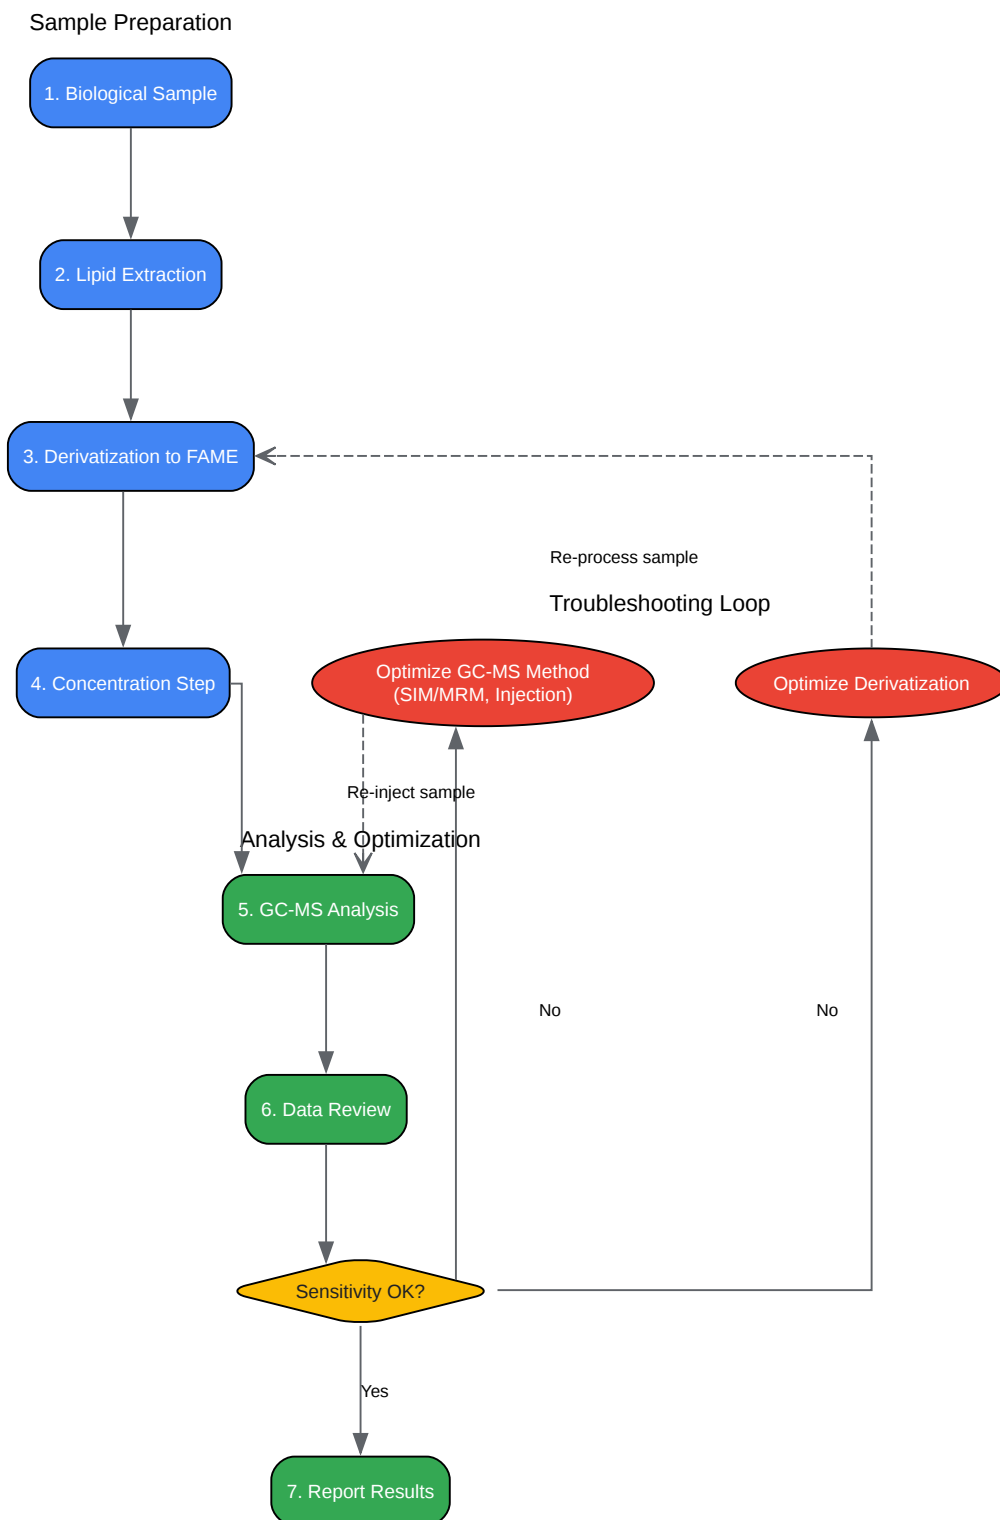 Sample Preparation
1. Biological Sample
2. Lipid Extraction
3. Derivatization to FAME
Re-process sample
Troubleshooting Loop
4. Concentration Step
Optimize GC-MS Method
(SIM/MRM, Injection)
Optimize Derivatization
Re-inject sample
Analysis & Optimization
5. GC-MS Analysis
No
No
6. Data Review
Sensitivity OK?
Yes
7. Report Results